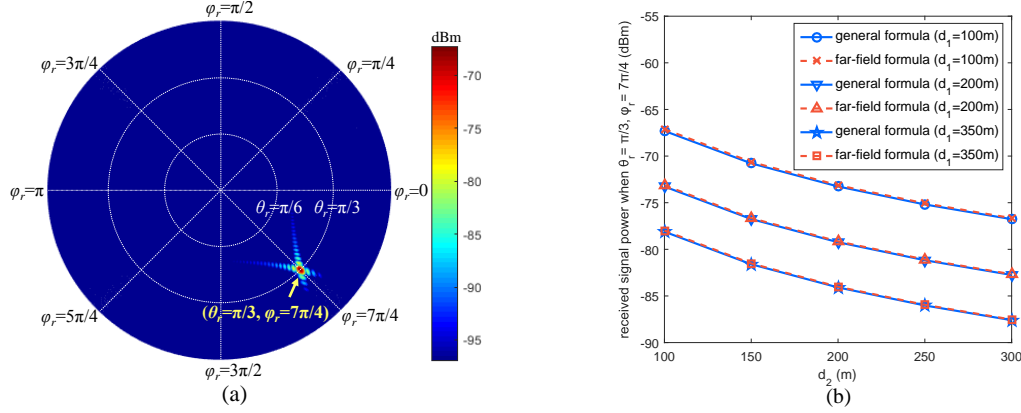 φr=π/2
dBm
φr=3π/4
φr=π/4
-70
-75
φr=π
φr=0
-80
θr=π/6
θr=π/3
-85
-90
(θr=π/3, φr=7π/4)
φr=5π/4
φr=7π/4
-95
φr=3π/2
(a)
received signal power when θr = π/3, φr = 7π/4 (dBm)
-55
-60
-65
-70
-75
-80
-85
-90
general formula (d1=100m)
far-field formula (d1=100m)
general formula (d1=200m)
far-field formula (d1=200m)
general formula (d1=350m)
far-field formula (d1=350m)
100
150
200
250
300
d2 (m)
(b)